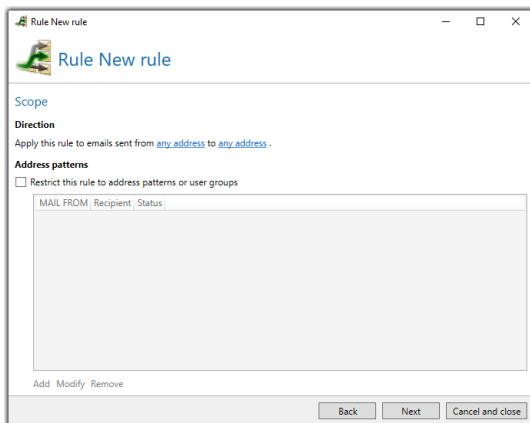 Rule New rule
Rule New rule
Scope
Direction
Apply this rule to emails sent from any address to any address .
Address patterns
Restrict this rule to address patterns or user groups
MAIL FROM Recipient Status
Add Modify Remove
Back Next Cancel and close